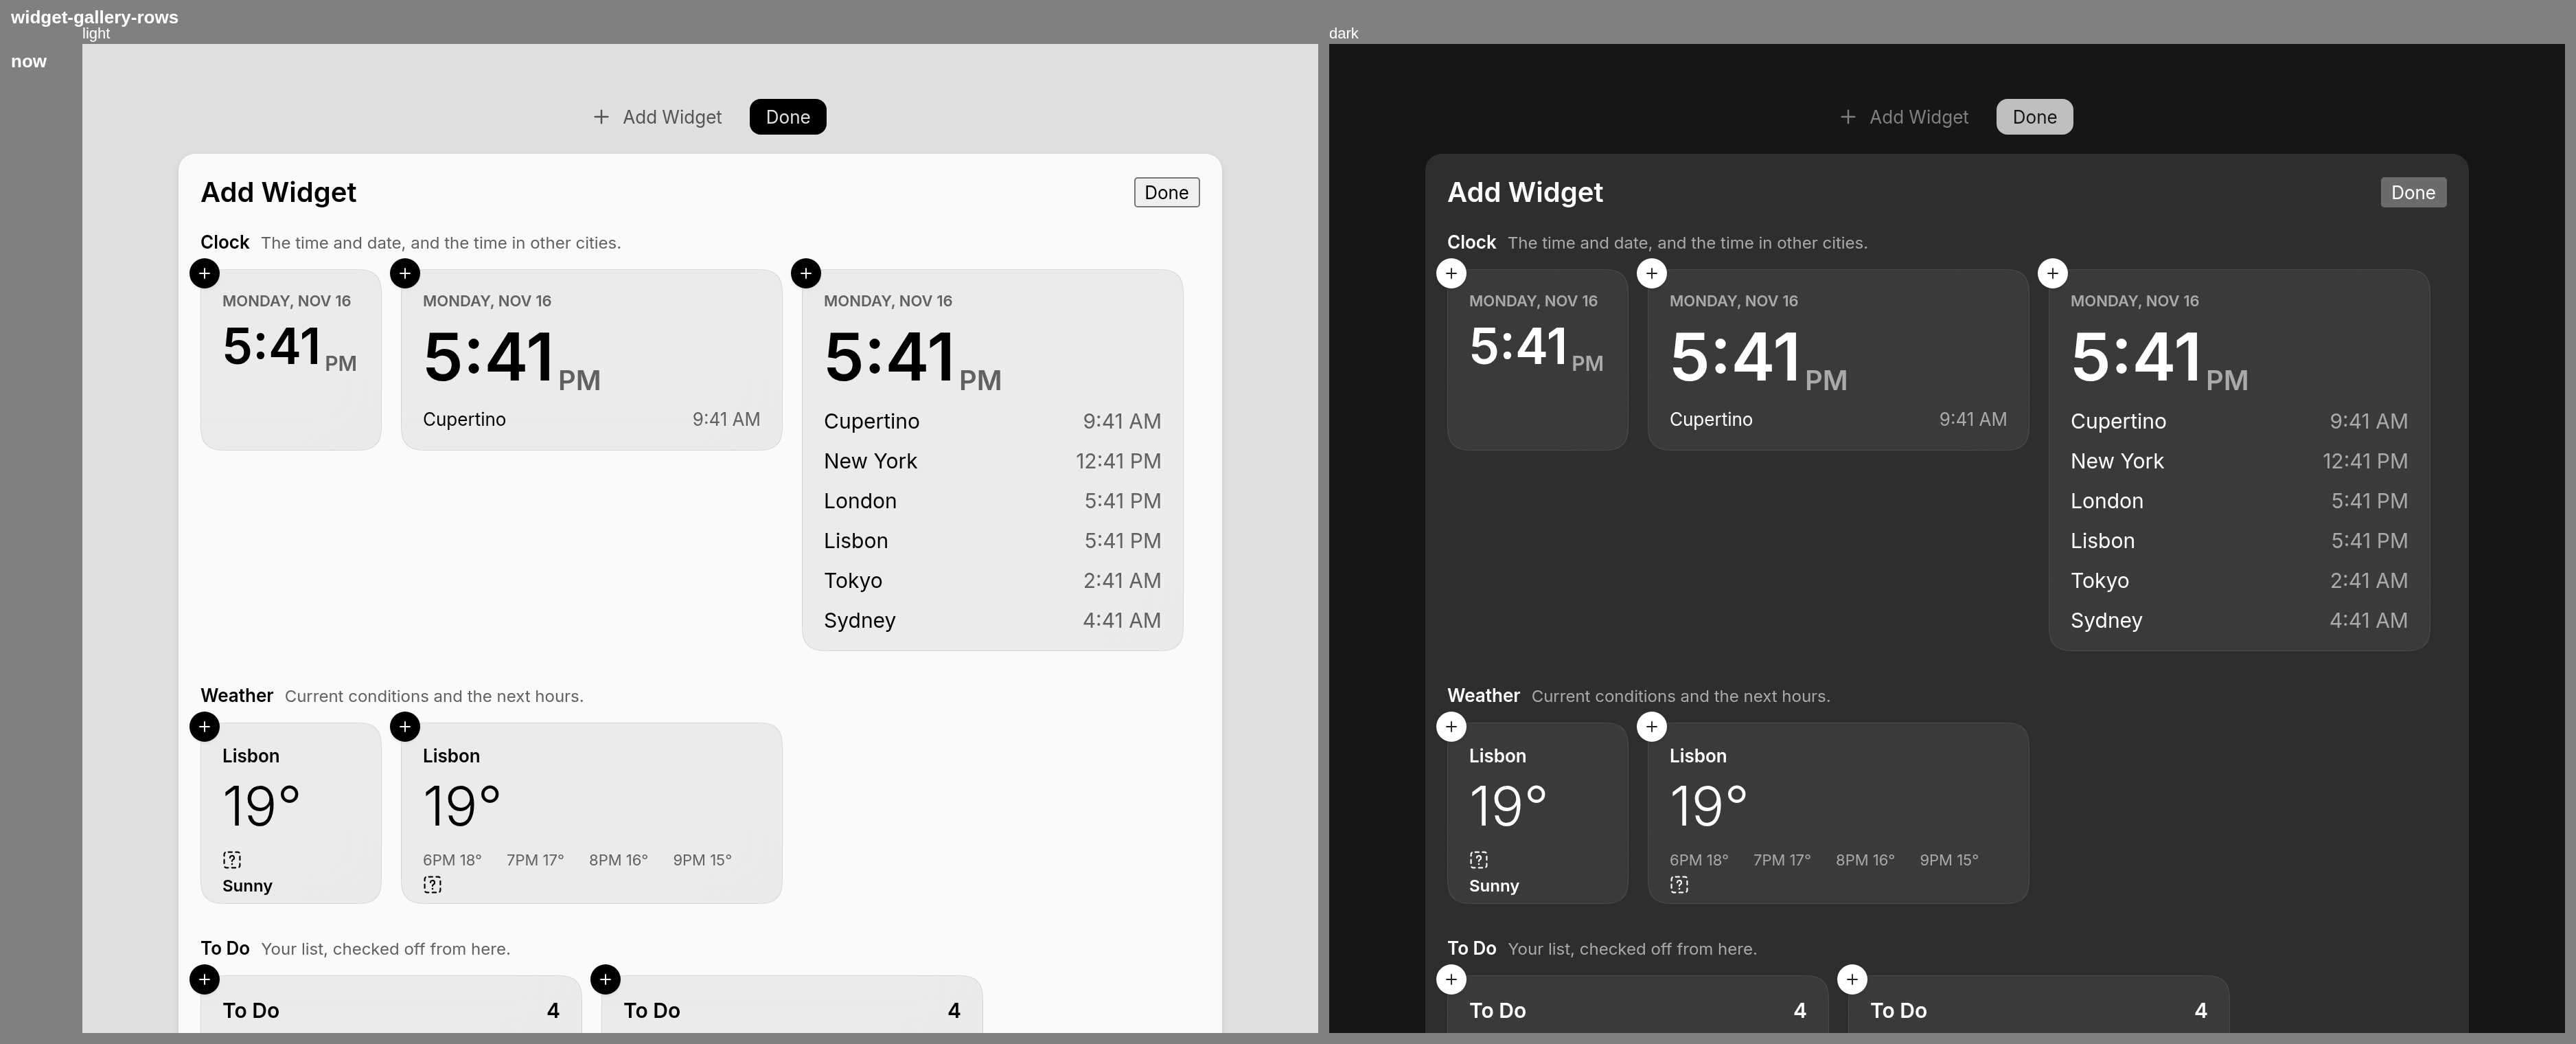 widget-gallery-rows
light
dark
now
+ Add Widget Done
Add Widget Done
Clock The time and date, and the time in other cities.
MONDAY, NOV 16
5:41 PM
MONDAY, NOV 16
5:41 PM
Cupertino 9:41 AM
MONDAY, NOV 16
5:41 PM
Cupertino 9:41 AM
New York 12:41 PM
London 5:41 PM
Lisbon 5:41 PM
Tokyo 2:41 AM
Sydney 4:41 AM
Weather Current conditions and the next hours.
Lisbon
19°
?
Sunny
Lisbon
19°
6PM 18° 7PM 17° 8PM 16° 9PM 15°
?
To Do Your list, checked off from here.
To Do 4
To Do 4
+ Add Widget Done
Add Widget Done
Clock The time and date, and the time in other cities.
MONDAY, NOV 16
5:41 PM
MONDAY, NOV 16
5:41 PM
Cupertino 9:41 AM
MONDAY, NOV 16
5:41 PM
Cupertino 9:41 AM
New York 12:41 PM
London 5:41 PM
Lisbon 5:41 PM
Tokyo 2:41 AM
Sydney 4:41 AM
Weather Current conditions and the next hours.
Lisbon
19°
?
Sunny
Lisbon
19°
6PM 18° 7PM 17° 8PM 16° 9PM 15°
?
To Do Your list, checked off from here.
To Do 4
To Do 4